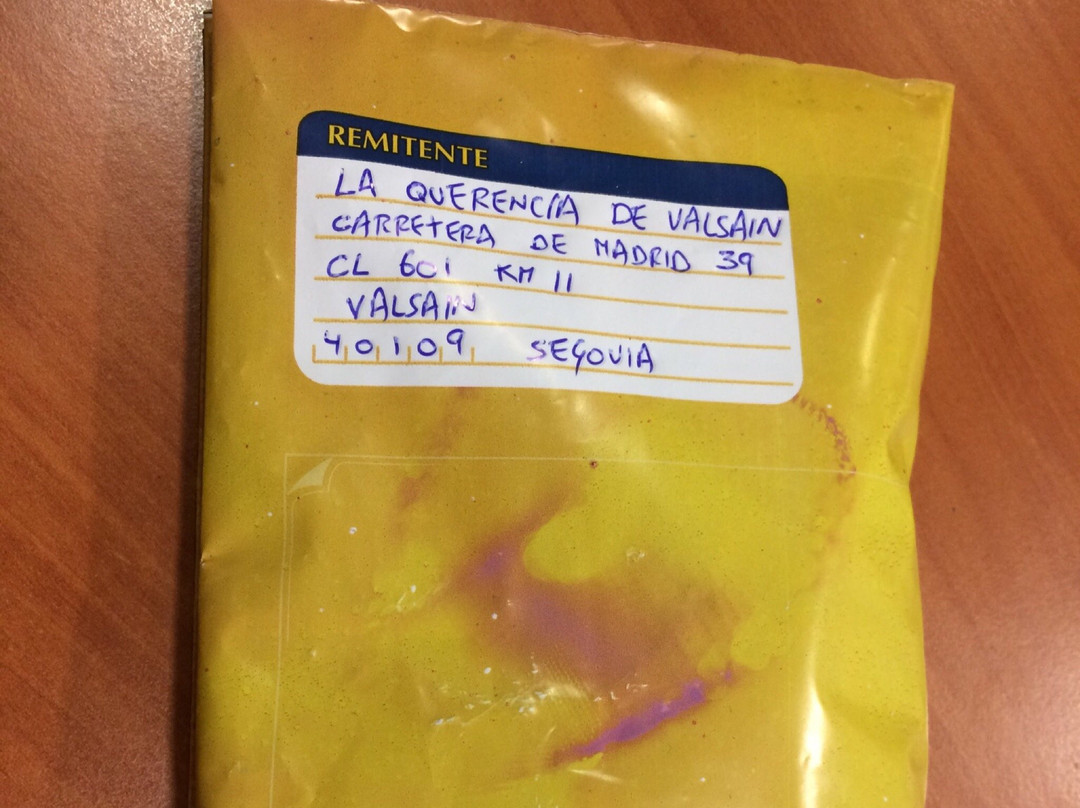 REMITENTE
LA QUERENCIA DE VALSAIN
CARRETERA DE MADRID 39
CL 601 KM 11
VALSAIN
40109 SEGOVIA